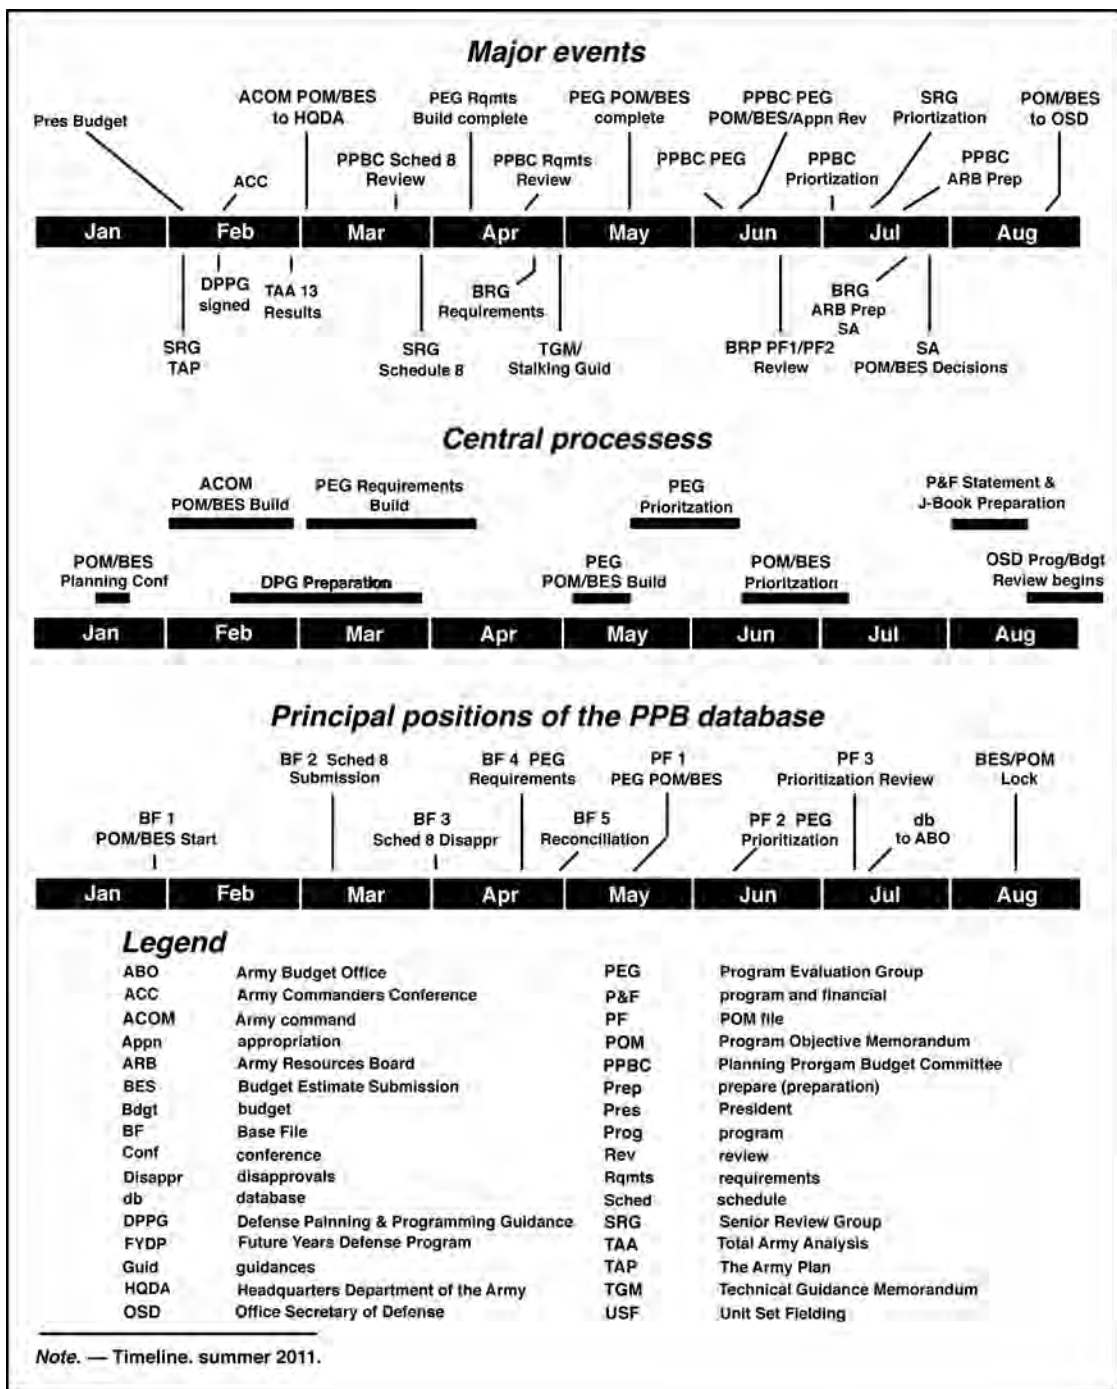 Major events
Pres Budget
ACC
ACOM POM/BES
to HQDA
PPBC Sched 8
Review
PEG Rqmts
Build complete
PPBC Rqmts
Review
PEG POM/BES
complete
PPBC PEG
PPBC PEG
POM/BES/Appn Rev
PPBC
Priortization
SRG
Priortization
PPBC
ARB Prep
POM/BES
to OSD
Jan Feb Mar Apr May Jun Jul Aug
SRG
TAP
DPPG
signed
TAA 13
Results
SRG
Schedule 8
BRG
Requirements
TGM/
Stalking Guid
BRP PF1/PF2
Review
BRG
ARB Prep
SA
SA
POM/BES Decisions
Central processess
ACOM
POM/BES Build
PEG Requirements
Build
PEG
Prioritzation
P&F Statement &
J-Book Preparation
POM/BES
Planning Conf
DPG Preparation
PEG
POM/BES Build
POM/BES
Prioritzation
OSD Prog/Bdgt
Review begins
Jan Feb Mar Apr May Jun Jul Aug
Principal positions of the PPB database
BF 1
POM/BES Start
BF 2 Sched 8
Submission
BF 3
Sched 8 Disappr
BF 4 PEG
Requirements
BF 5
Reconciliation
PF 1
PEG POM/BES
PF 2 PEG
Prioritization
PF 3
Prioritization Review
db
to ABO
BES/POM
Lock
Jan Feb Mar Apr May Jun Jul Aug
Legend
ABO Army Budget Office
ACC Army Commanders Conference
ACOM Army command
Appn appropriation
ARB Army Resources Board
BES Budget Estimate Submission
Bdgt budget
BF Base File
Conf conference
Disappr disapprovals
db database
DPPG Defense Palnning & Programming Guidance
FYDP Future Years Defense Program
Guid guidances
HQDA Headquarters Department of the Army
OSD Office Secretary of Defense
PEG Program Evaluation Group
P&F program and financial
PF POM file
POM Program Objective Memorandum
PPBC Planning Prorgam Budget Committee
Prep prepare (preparation)
Pres President
Prog program
Rev review
Rqmts requirements
Sched schedule
SRG Senior Review Group
TAA Total Army Analysis
TAP The Army Plan
TGM Technical Guidance Memorandum
USF Unit Set Fielding
Note. — Timeline. summer 2011.